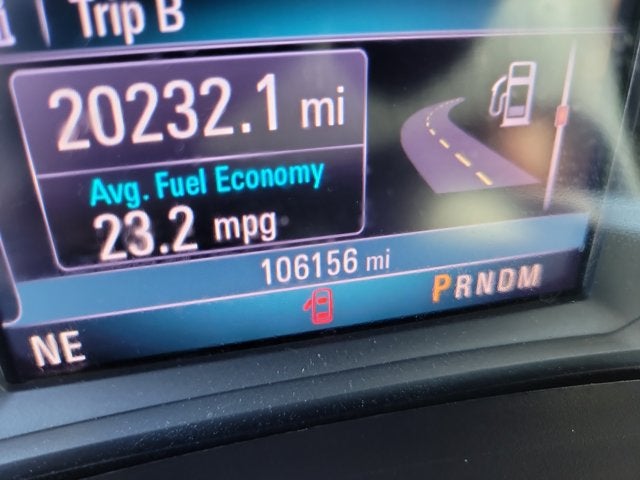 Trip B
20232.1 mi
Avg. Fuel Economy
23.2 mpg
106156 mi
PRNDM
NE